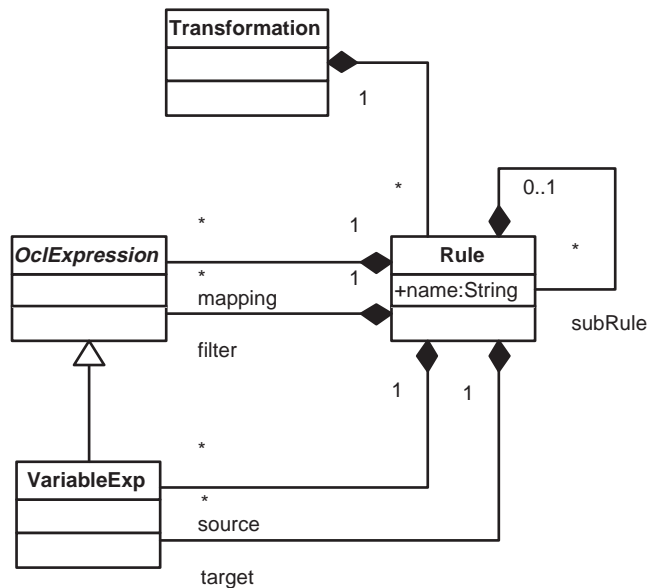 Transformation
1
*
0..1
*
1
OclExpression
Rule
*
*
1
+name:String
mapping
subRule
filter
1
1
*
VariableExp
*
source
target